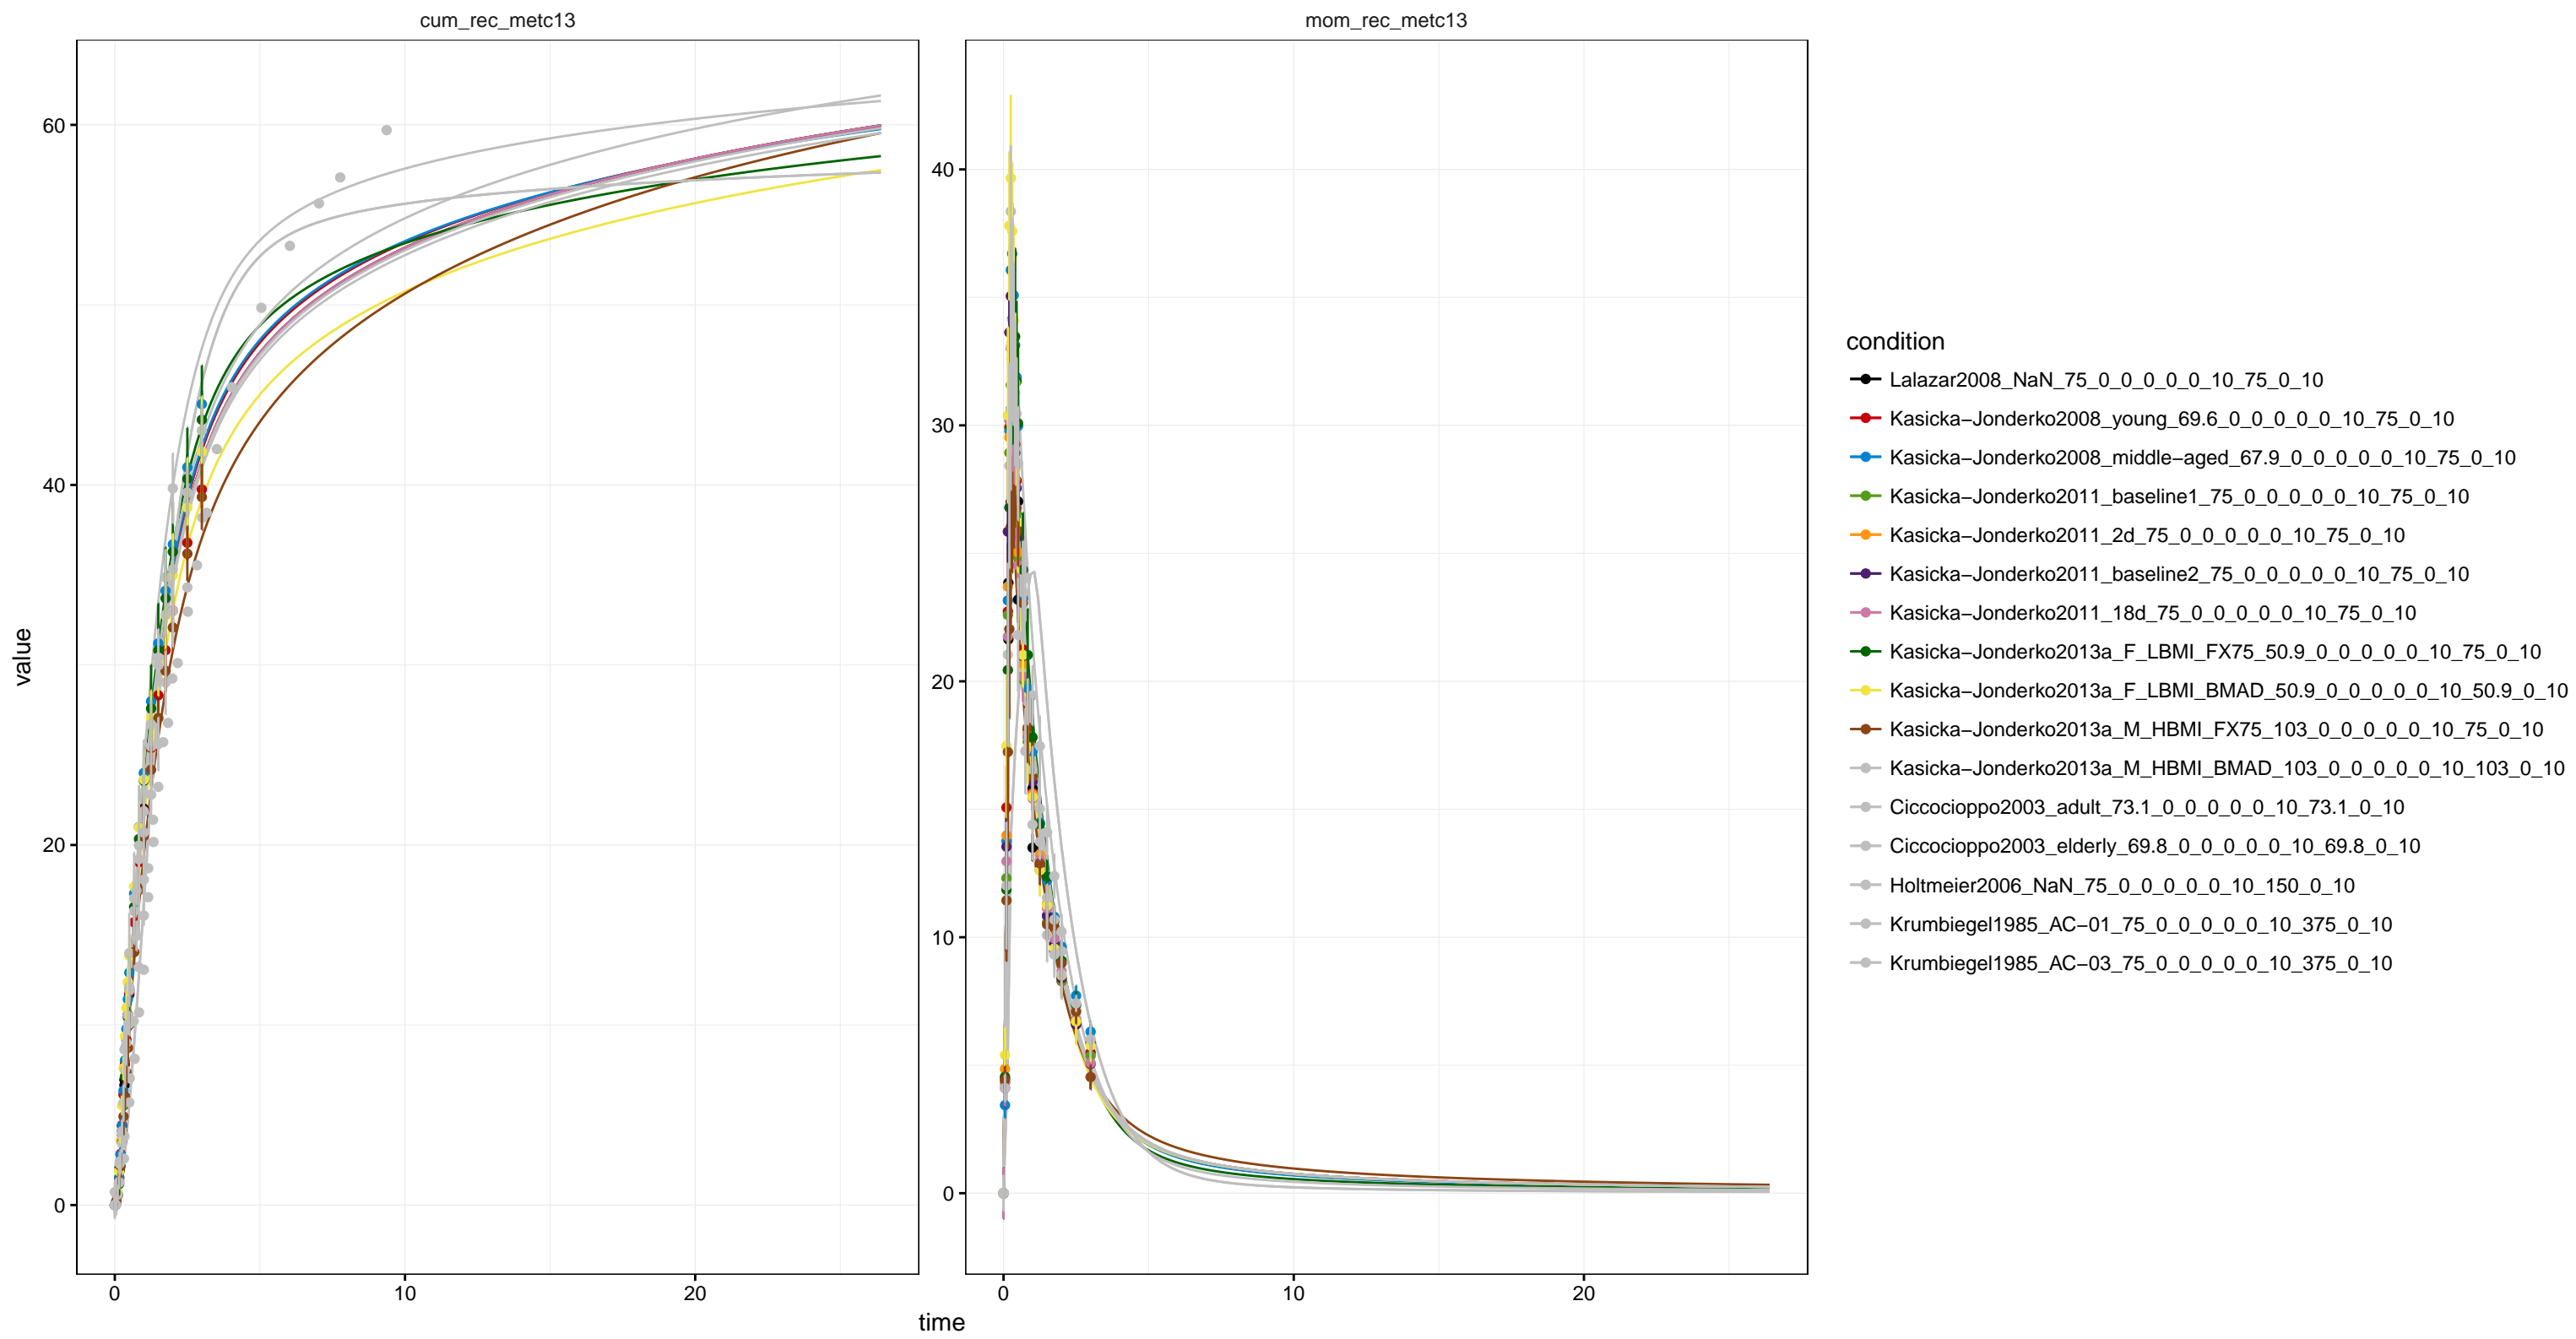 cum_rec_metc13
mom_rec_metc13
60
40
20
0
40
30
20
10
0
value
0
10
20
0
10
20
time
condition
Lalazar2008_NaN_75_0_0_0_0_0_10_75_0_10
Kasicka−Jonderko2008_young_69.6_0_0_0_0_0_10_75_0_10
Kasicka−Jonderko2008_middle−aged_67.9_0_0_0_0_0_10_75_0_10
Kasicka−Jonderko2011_baseline1_75_0_0_0_0_0_10_75_0_10
Kasicka−Jonderko2011_2d_75_0_0_0_0_0_10_75_0_10
Kasicka−Jonderko2011_baseline2_75_0_0_0_0_0_10_75_0_10
Kasicka−Jonderko2011_18d_75_0_0_0_0_0_10_75_0_10
Kasicka−Jonderko2013a_F_LBMI_FX75_50.9_0_0_0_0_0_10_75_0_10
Kasicka−Jonderko2013a_F_LBMI_BMAD_50.9_0_0_0_0_0_10_50.9_0_10
Kasicka−Jonderko2013a_M_HBMI_FX75_103_0_0_0_0_0_10_75_0_10
Kasicka−Jonderko2013a_M_HBMI_BMAD_103_0_0_0_0_0_10_103_0_10
Ciccocioppo2003_adult_73.1_0_0_0_0_0_10_73.1_0_10
Ciccocioppo2003_elderly_69.8_0_0_0_0_0_10_69.8_0_10
Holtmeier2006_NaN_75_0_0_0_0_0_10_150_0_10
Krumbiegel1985_AC−01_75_0_0_0_0_0_10_375_0_10
Krumbiegel1985_AC−03_75_0_0_0_0_0_10_375_0_10